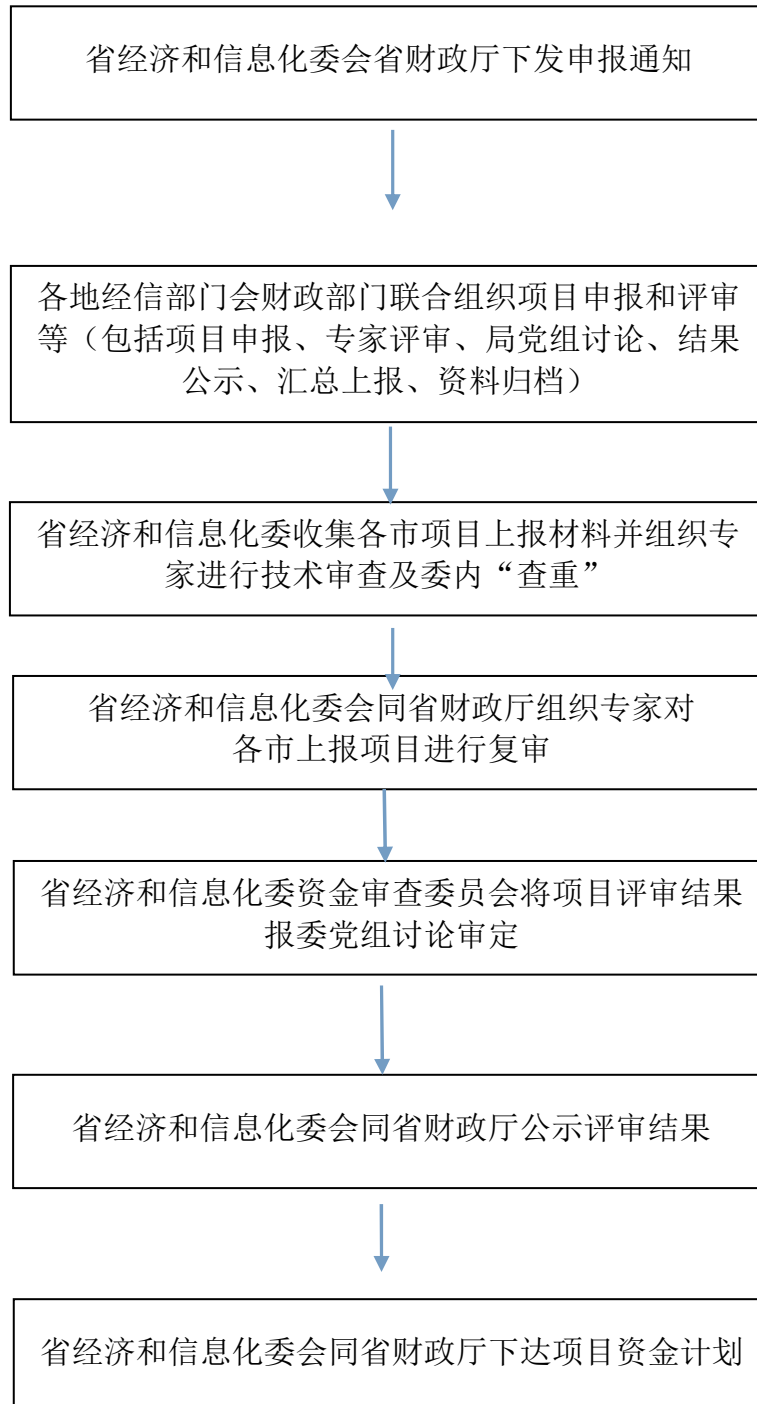 省经济和信息化委会省财政厅下发申报通知
各地经信部门会财政部门联合组织项目申报和评审
等（包括项目申报、专家评审、局党组讨论、结果
公示、汇总上报、资料归档）
省经济和信息化委收集各市项目上报材料并组织专
家进行技术审查及委内“查重”
省经济和信息化委会同省财政厅组织专家对
各市上报项目进行复审
省经济和信息化委资金审查委员会将项目评审结果
报委党组讨论审定
省经济和信息化委会同省财政厅公示评审结果
省经济和信息化委会同省财政厅下达项目资金计划